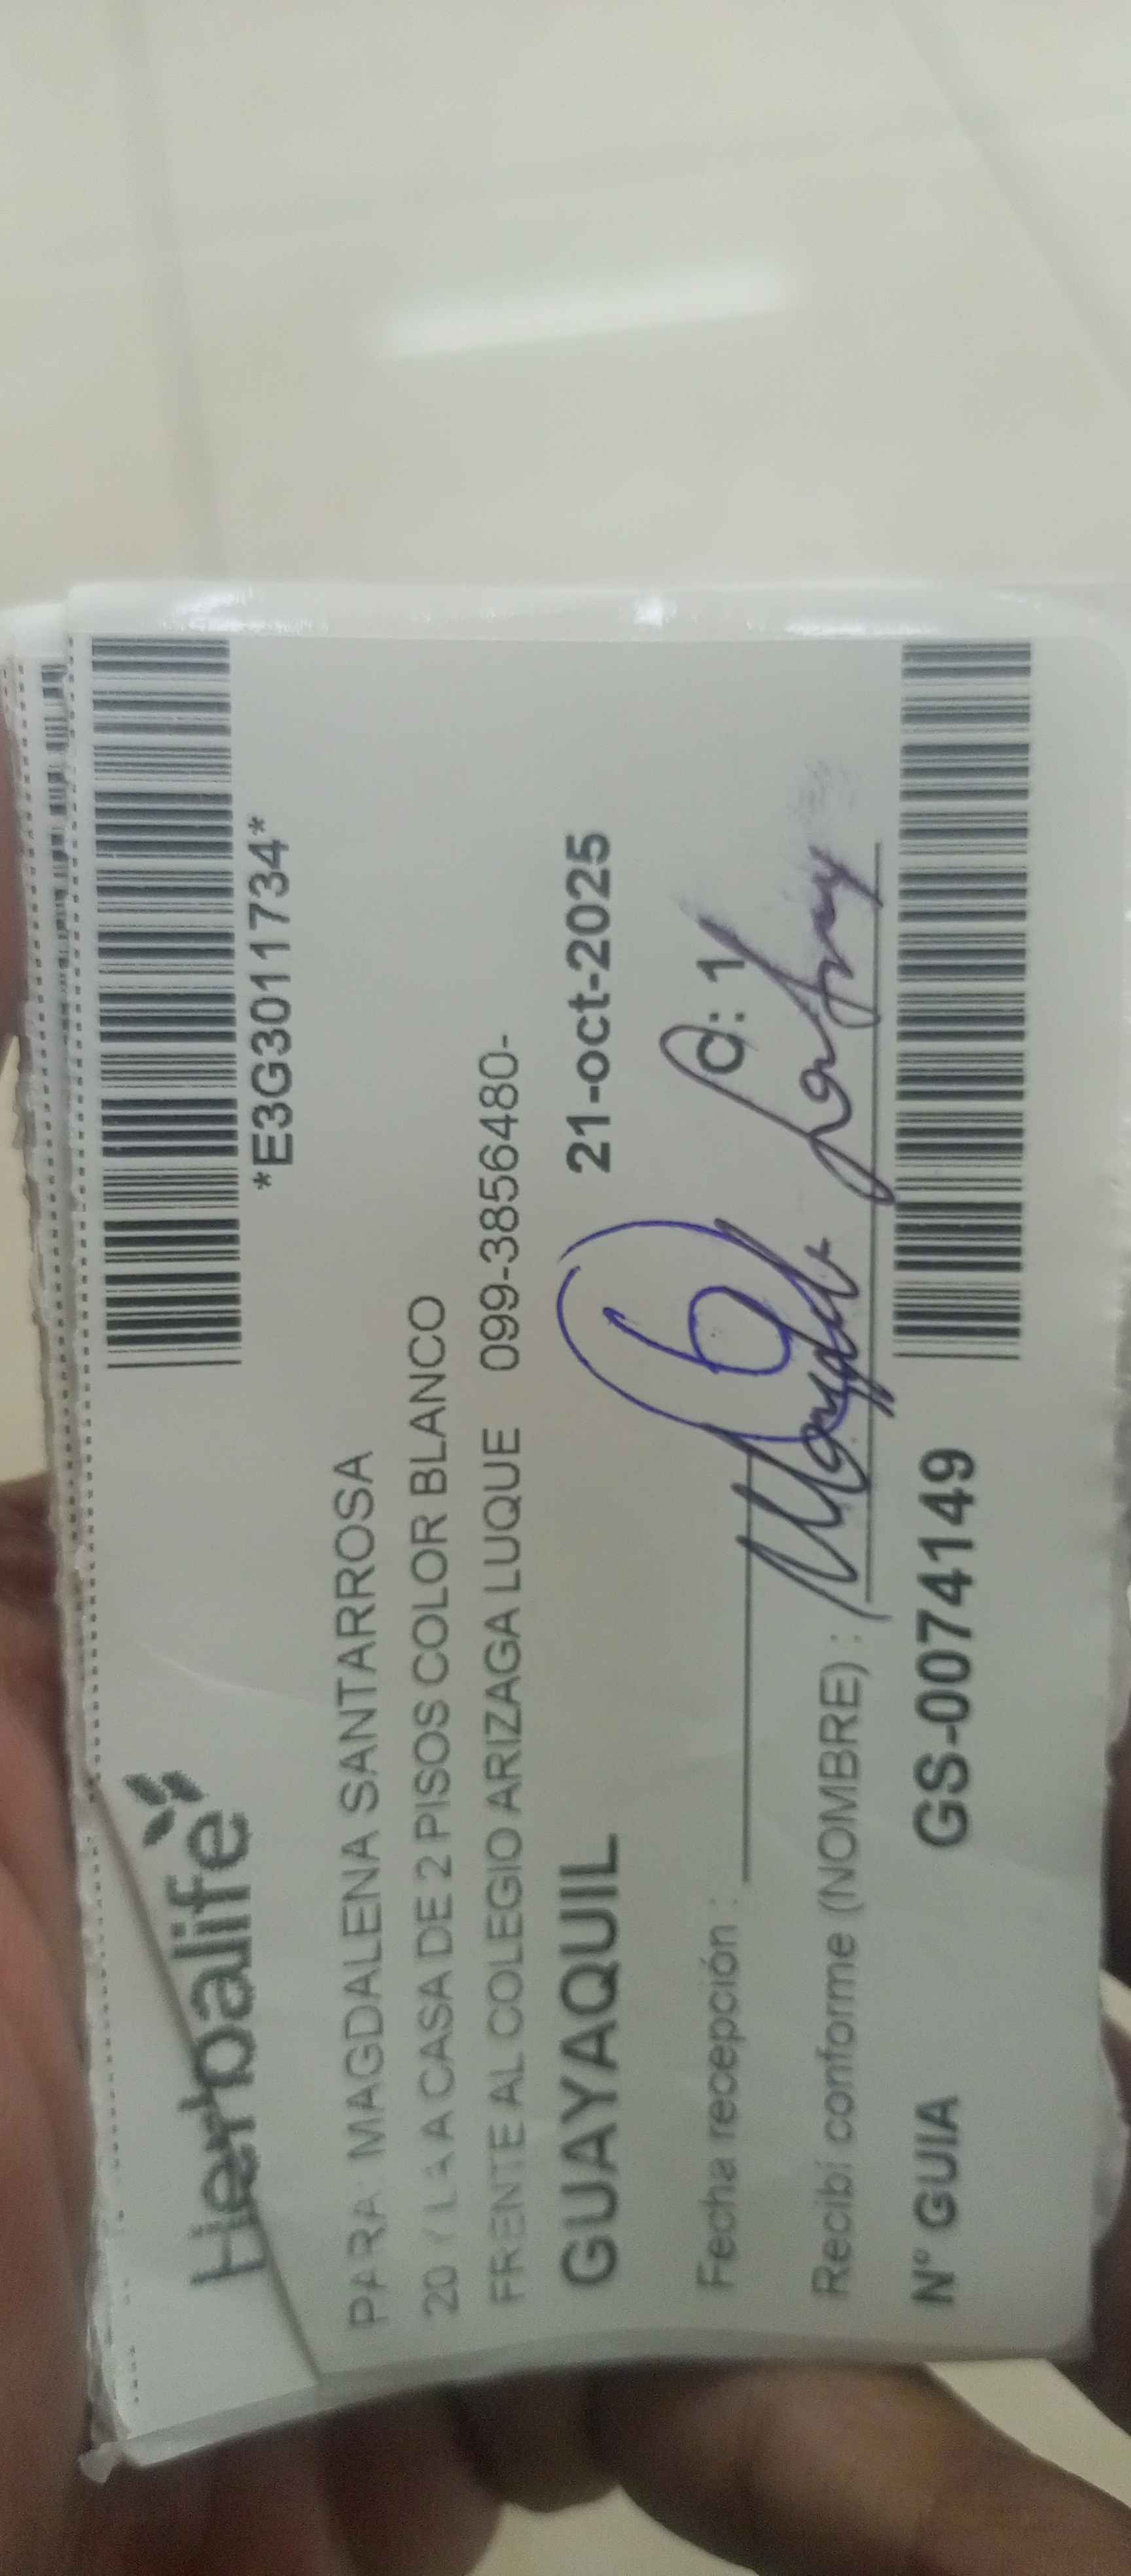 Herbalife
*E3G3011734*
PARA: MAGDALENA SANTARROSA
20 Y LA A CASA DE 2 PISOS COLOR BLANCO
FRENTE AL COLEGIO ARIZAGA LUQUE 099-3856480-
GUAYAQUIL 21-oct-2025
Fecha recepción : Q: 1
Recibí conforme (NOMBRE) :
N° GUIA GS-0074149